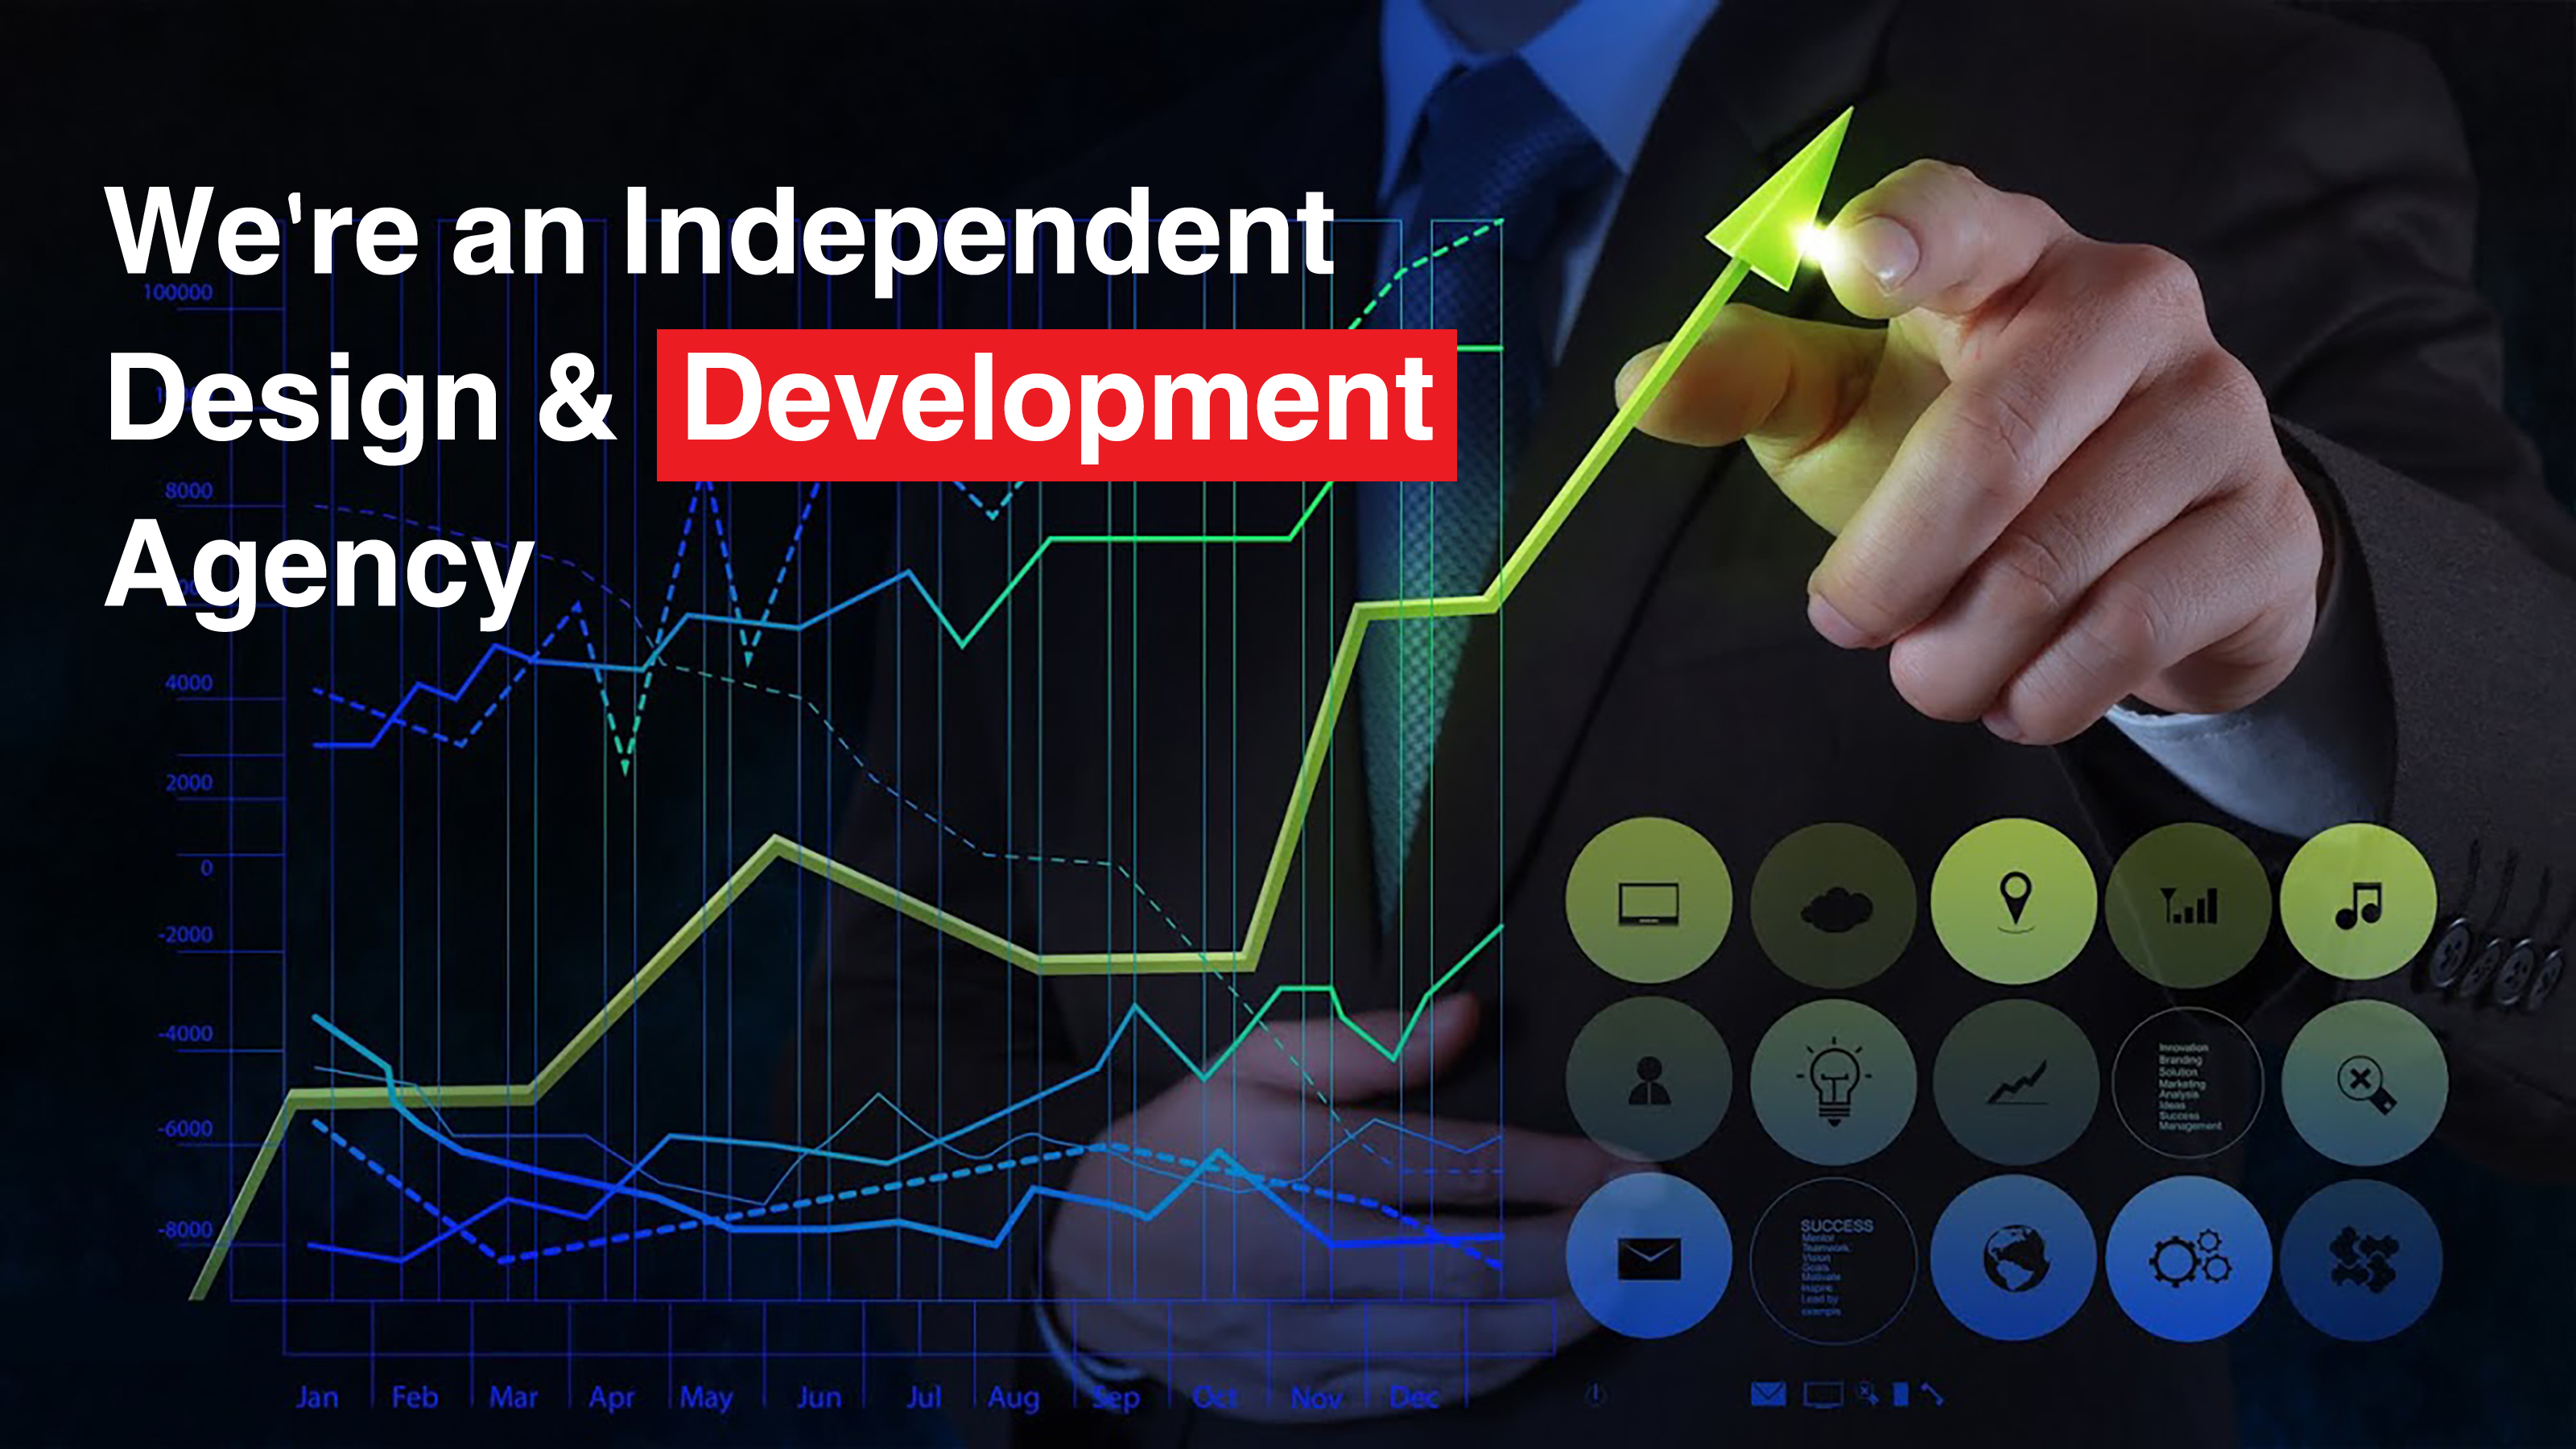 We're an Independent
Design & Development
Agency
100000
8000
4000
2000
0
-2000
-4000
-6000
-8000
Jan Feb Mar Apr May Jun Jul Aug Sep Oct Nov Dec
Innovation
Branding
Solution
Marketing
Analysis
Ideas
Success
Management
SUCCESS
Mentor
Teamwork
Vision
Goals
Motivate
Inspire
Lead by
example